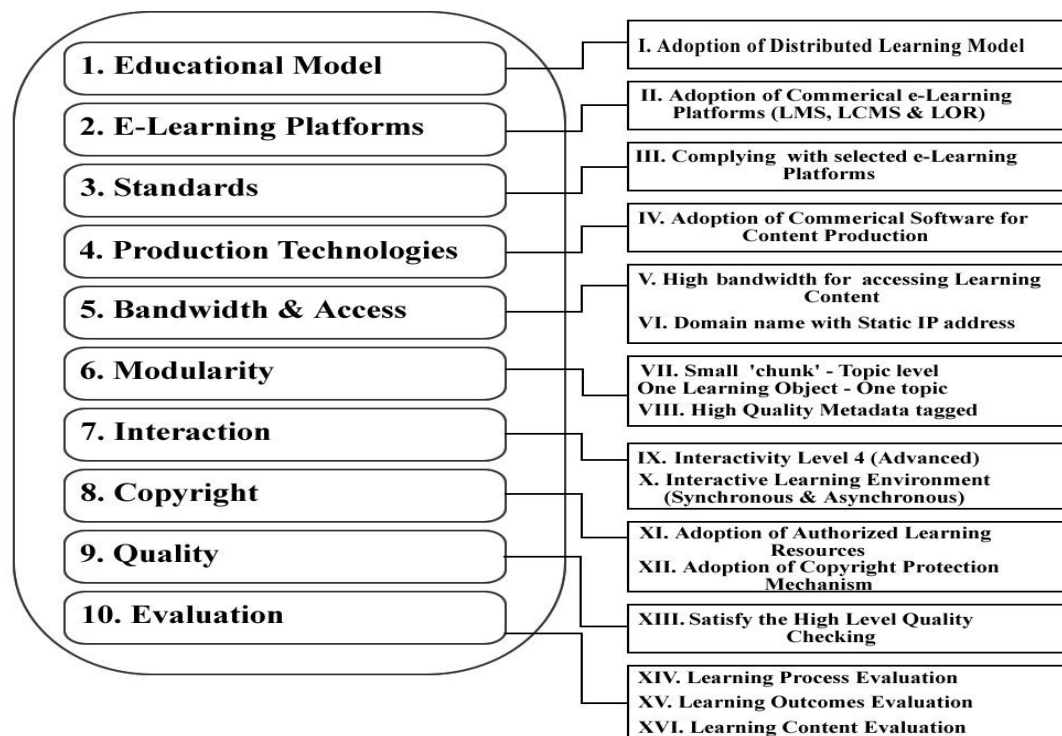 1. Educational Model
2. E-Learning Platforms
3. Standards
4. Production Technologies
5. Bandwidth & Access
6. Modularity
7. Interaction
8. Copyright
9. Quality
10. Evaluation
I. Adoption of Distributed Learning Model
II. Adoption of Commerical e-Learning
Platforms (LMS, LCMS & LOR)
III. Complying with selected e-Learning
Platforms
IV. Adoption of Commerical Software for
Content Production
V. High bandwidth for accessing Learning
Content
VI. Domain name with Static IP address
VII. Small 'chunk' - Topic level
One Learning Object - One topic
VIII. High Quality Metadata tagged
IX. Interactivity Level 4 (Advanced)
X. Interactive Learning Environment
(Synchronous & Asynchronous)
XI. Adoption of Authorized Learning
Resources
XII. Adoption of Copyright Protection
Mechanism
XIII. Satisfy the High Level Quality
Checking
XIV. Learning Process Evaluation
XV. Learning Outcomes Evaluation
XVI. Learning Content Evaluation